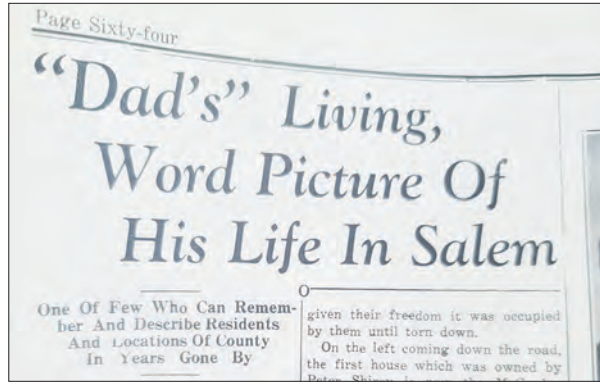 Page Sixty-four
“Dad's” Living,
Word Picture Of
His Life In Salem
One Of Few Who Can Remem-
ber And Describe Residents
And Locations Of County
In Years Gone By
given their freedom it was occupied
by them until torn down.
On the left coming down the road,
the first house which was owned by
Peter